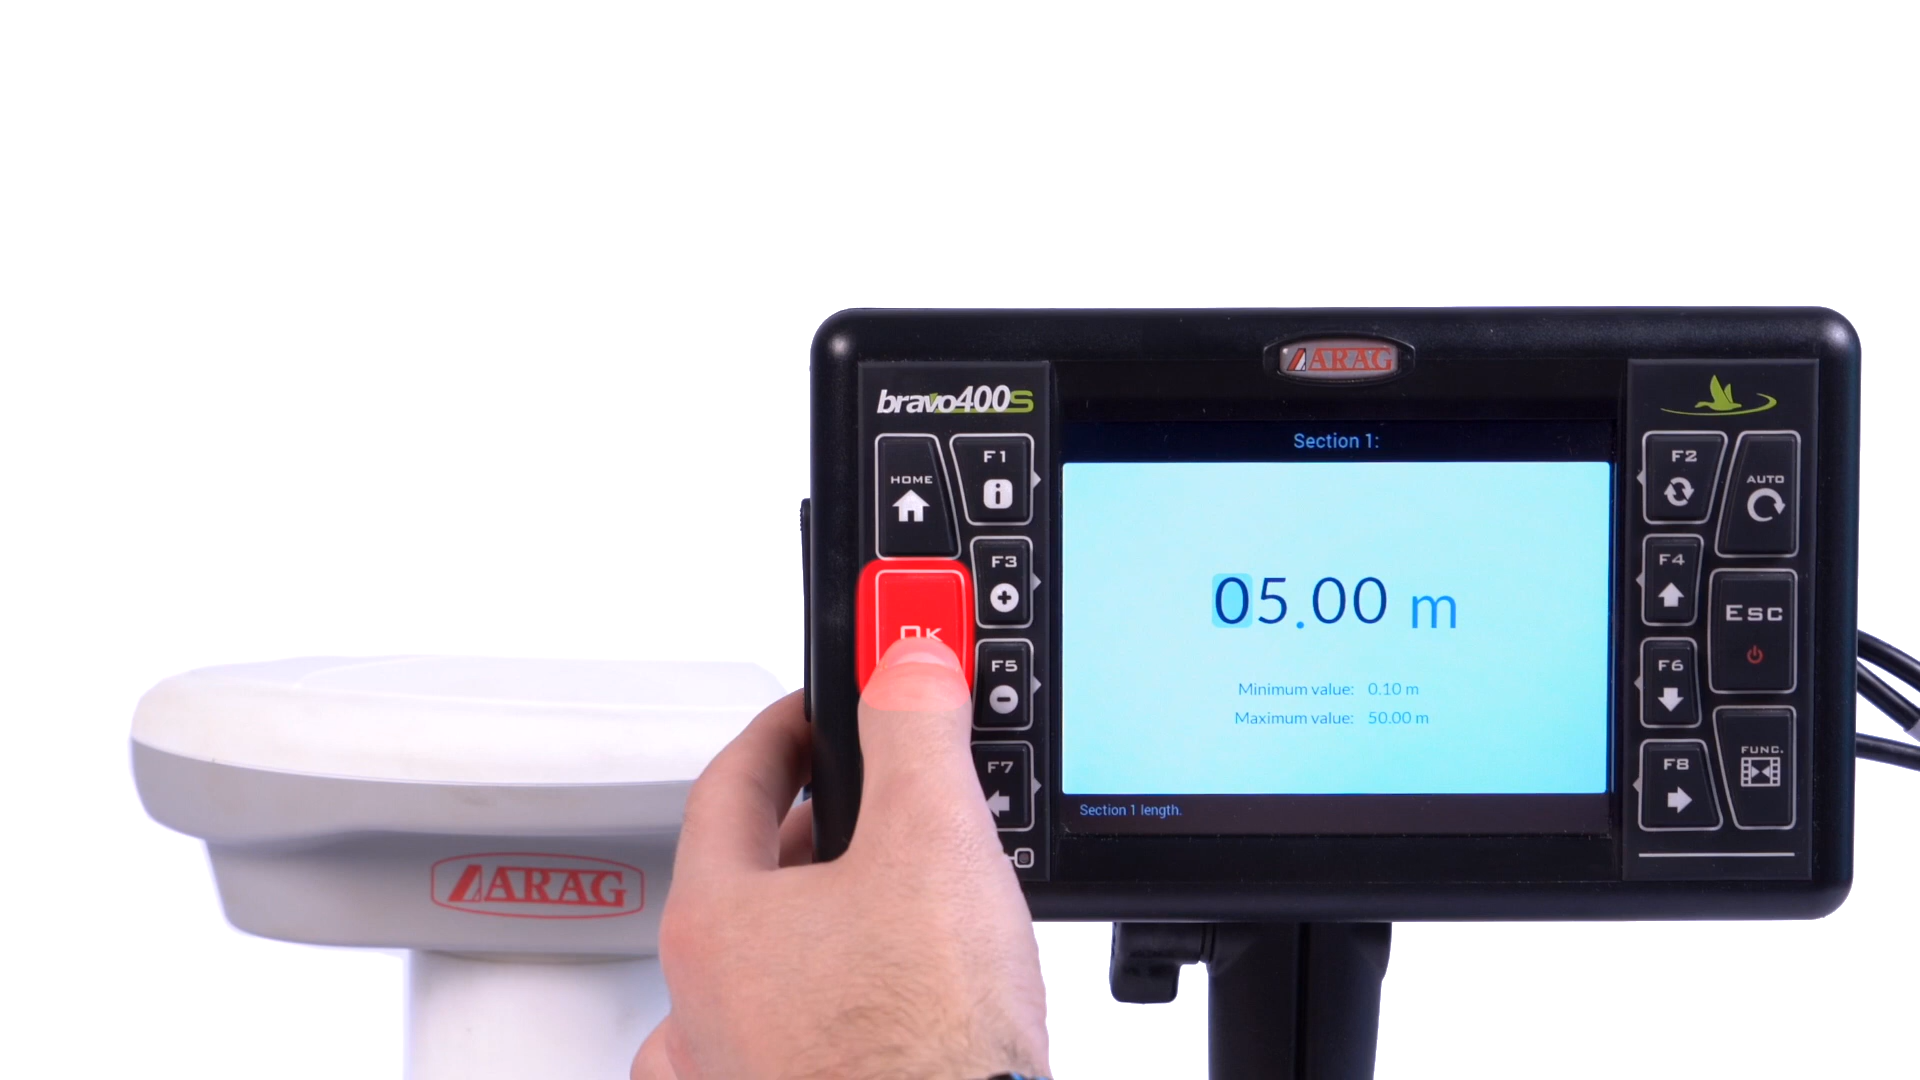 ARAG
bravo400S
Section 1:
HOME
F1
F2
AUTO
F3
F4
OK
Esc
05.00 m
F5
F6
Minimum value: 0.10 m
Maximum value: 50.00 m
F7
F8
FUNC.
Section 1 length.
ARAG